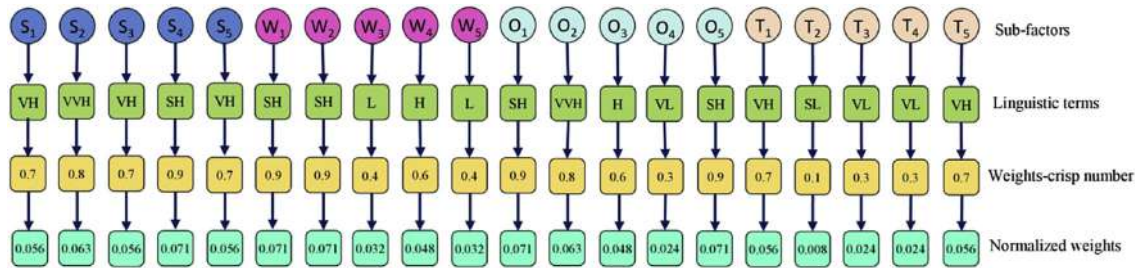 S1 S2 S3 S4 S5 W1 W2 W3 W4 W5 O1 O2 O3 O4 O5 T1 T2 T3 T4 T5 Sub-factors
VH VVH VH SH VH SH SH L H L SH VVH H VL SH VH SL VL VL VH Linguistic terms
0.7 0.8 0.7 0.9 0.7 0.9 0.9 0.4 0.6 0.4 0.9 0.8 0.6 0.3 0.9 0.7 0.1 0.3 0.3 0.7 Weights-crisp number
0.056 0.063 0.056 0.071 0.056 0.071 0.071 0.032 0.048 0.032 0.071 0.063 0.048 0.024 0.071 0.056 0.008 0.024 0.024 0.056 Normalized weights